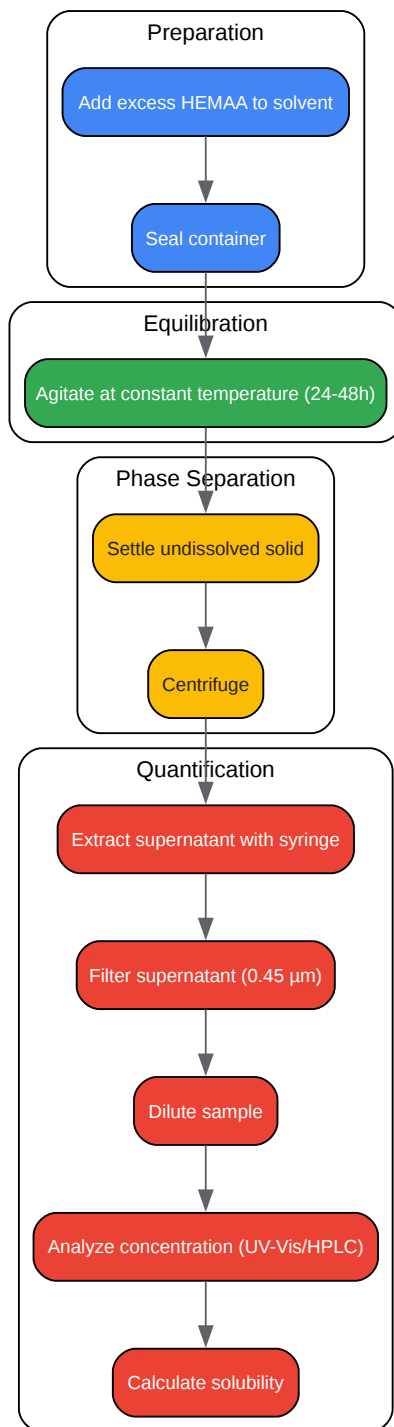 Preparation
Add excess HEMAA to solvent
Seal container
Equilibration
Agitate at constant temperature (24-48h)
Phase Separation
Settle undissolved solid
Centrifuge
Quantification
Extract supernatant with syringe
Filter supernatant (0.45 µm)
Dilute sample
Analyze concentration (UV-Vis/HPLC)
Calculate solubility